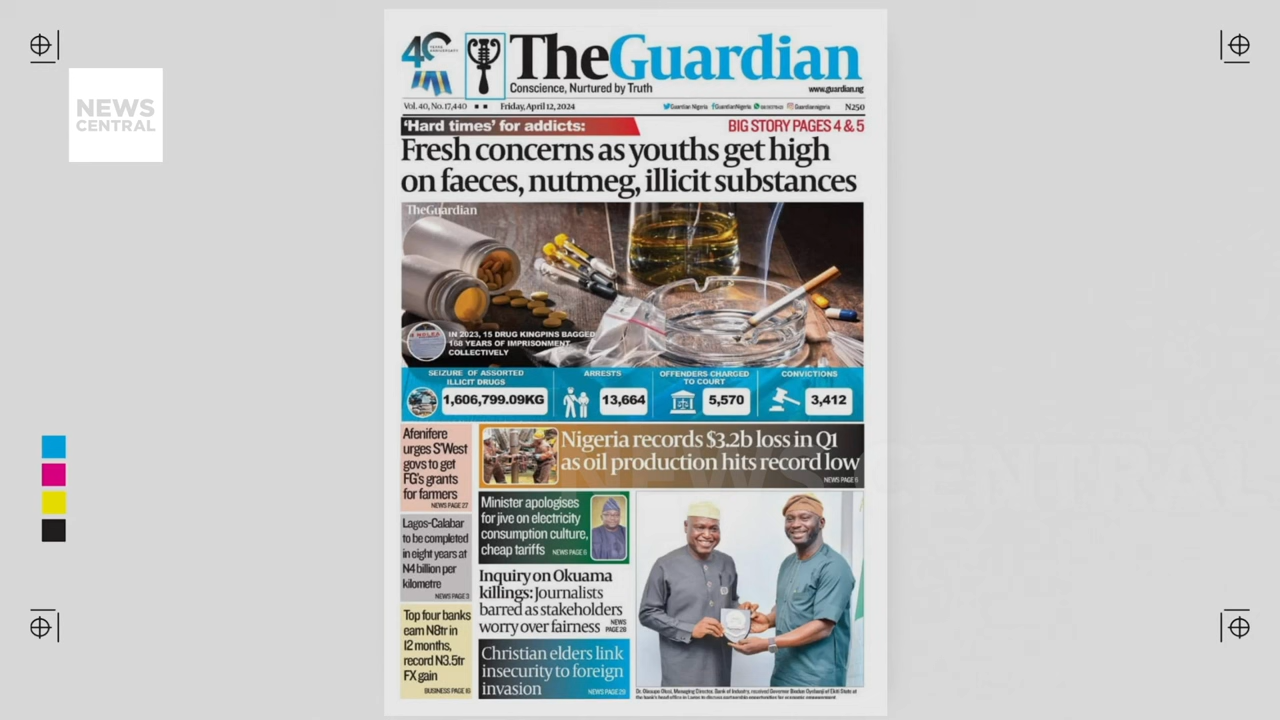 NEWS
CENTRAL
40
TheGuardian
Conscience, Nurtured by Truth
www.guardian.ng
Vol. 40, No. 17,440
Friday, April 12, 2024
Guardian Nigeria
GuardianNigeria
Guardiannigeria
N250
'Hard times' for addicts:
BIG STORY PAGES 4 & 5
Fresh concerns as youths get high
on faeces, nutmeg, illicit substances
TheGuardian
IN 2023, 15 DRUG KINGPINS BAGGED
168 YEARS OF IMPRISONMENT
COLLECTIVELY
SEIZURE OF ASSORTED
ILLICIT DRUGS
1,606,799.09KG
ARRESTS
13,664
OFFENDERS CHARGED
TO COURT
5,570
CONVICTIONS
3,412
Afenifere
urges S'West
govs to get
FG's grants
for farmers
NEWS PAGE 27
Nigeria records $3.2b loss in Q1
as oil production hits record low
NEWS PAGE 6
Lagos-Calabar
to be completed
in eight years at
N4 billion per
kilometre
NEWS PAGE 3
Minister apologises
for jive on electricity
consumption culture,
cheap tariffs
NEWS PAGE 6
Inquiry on Okuama
killings: Journalists
barred as stakeholders
worry over fairness
NEWS
PAGE 28
Top four banks
earn N8tr in
12 months,
record N3.5tr
FX gain
BUSINESS PAGE 16
Christian elders link
insecurity to foreign
invasion
NEWS PAGE 29